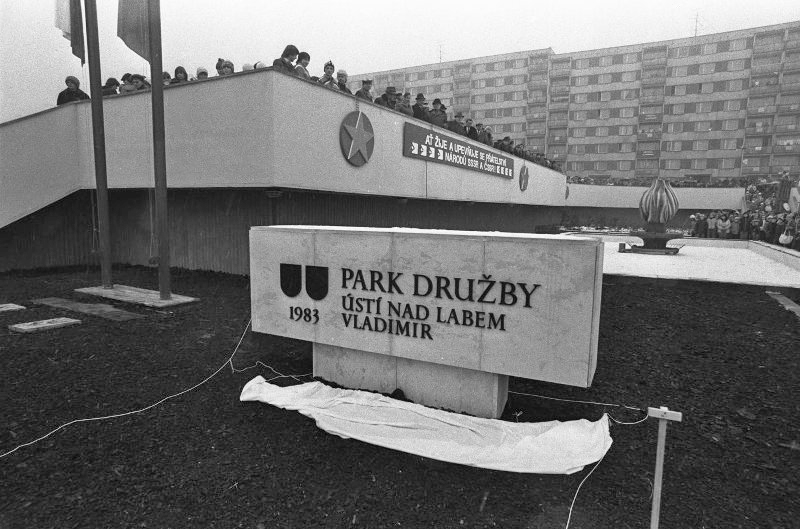 AŤ ŽIJE A UPEVŇUJE SE PŘÁTELSTVÍ
NÁRODŮ SSSR A ČSSR!
PARK DRUŽBY
1983
ÚSTÍ NAD LABEM
VLADIMIR